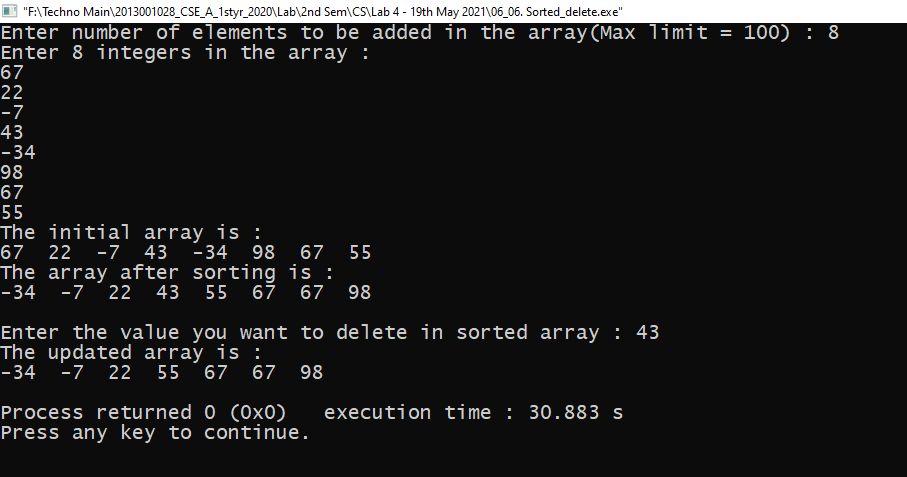 "F:\Techno Main\2013001028_CSE_A_1styr_2020\Lab\2nd Sem\CS\Lab 4 - 19th May 2021\06_06. Sorted_delete.exe"
Enter number of elements to be added in the array(Max limit = 100) : 8
Enter 8 integers in the array :
67
22
-7
43
-34
98
67
55
The initial array is :
67  22  -7  43  -34  98  67  55
The array after sorting is :
-34  -7  22  43  55  67  67  98
Enter the value you want to delete in sorted array : 43
The updated array is :
-34  -7  22  55  67  67  98
Process returned 0 (0x0)   execution time : 30.883 s
Press any key to continue.